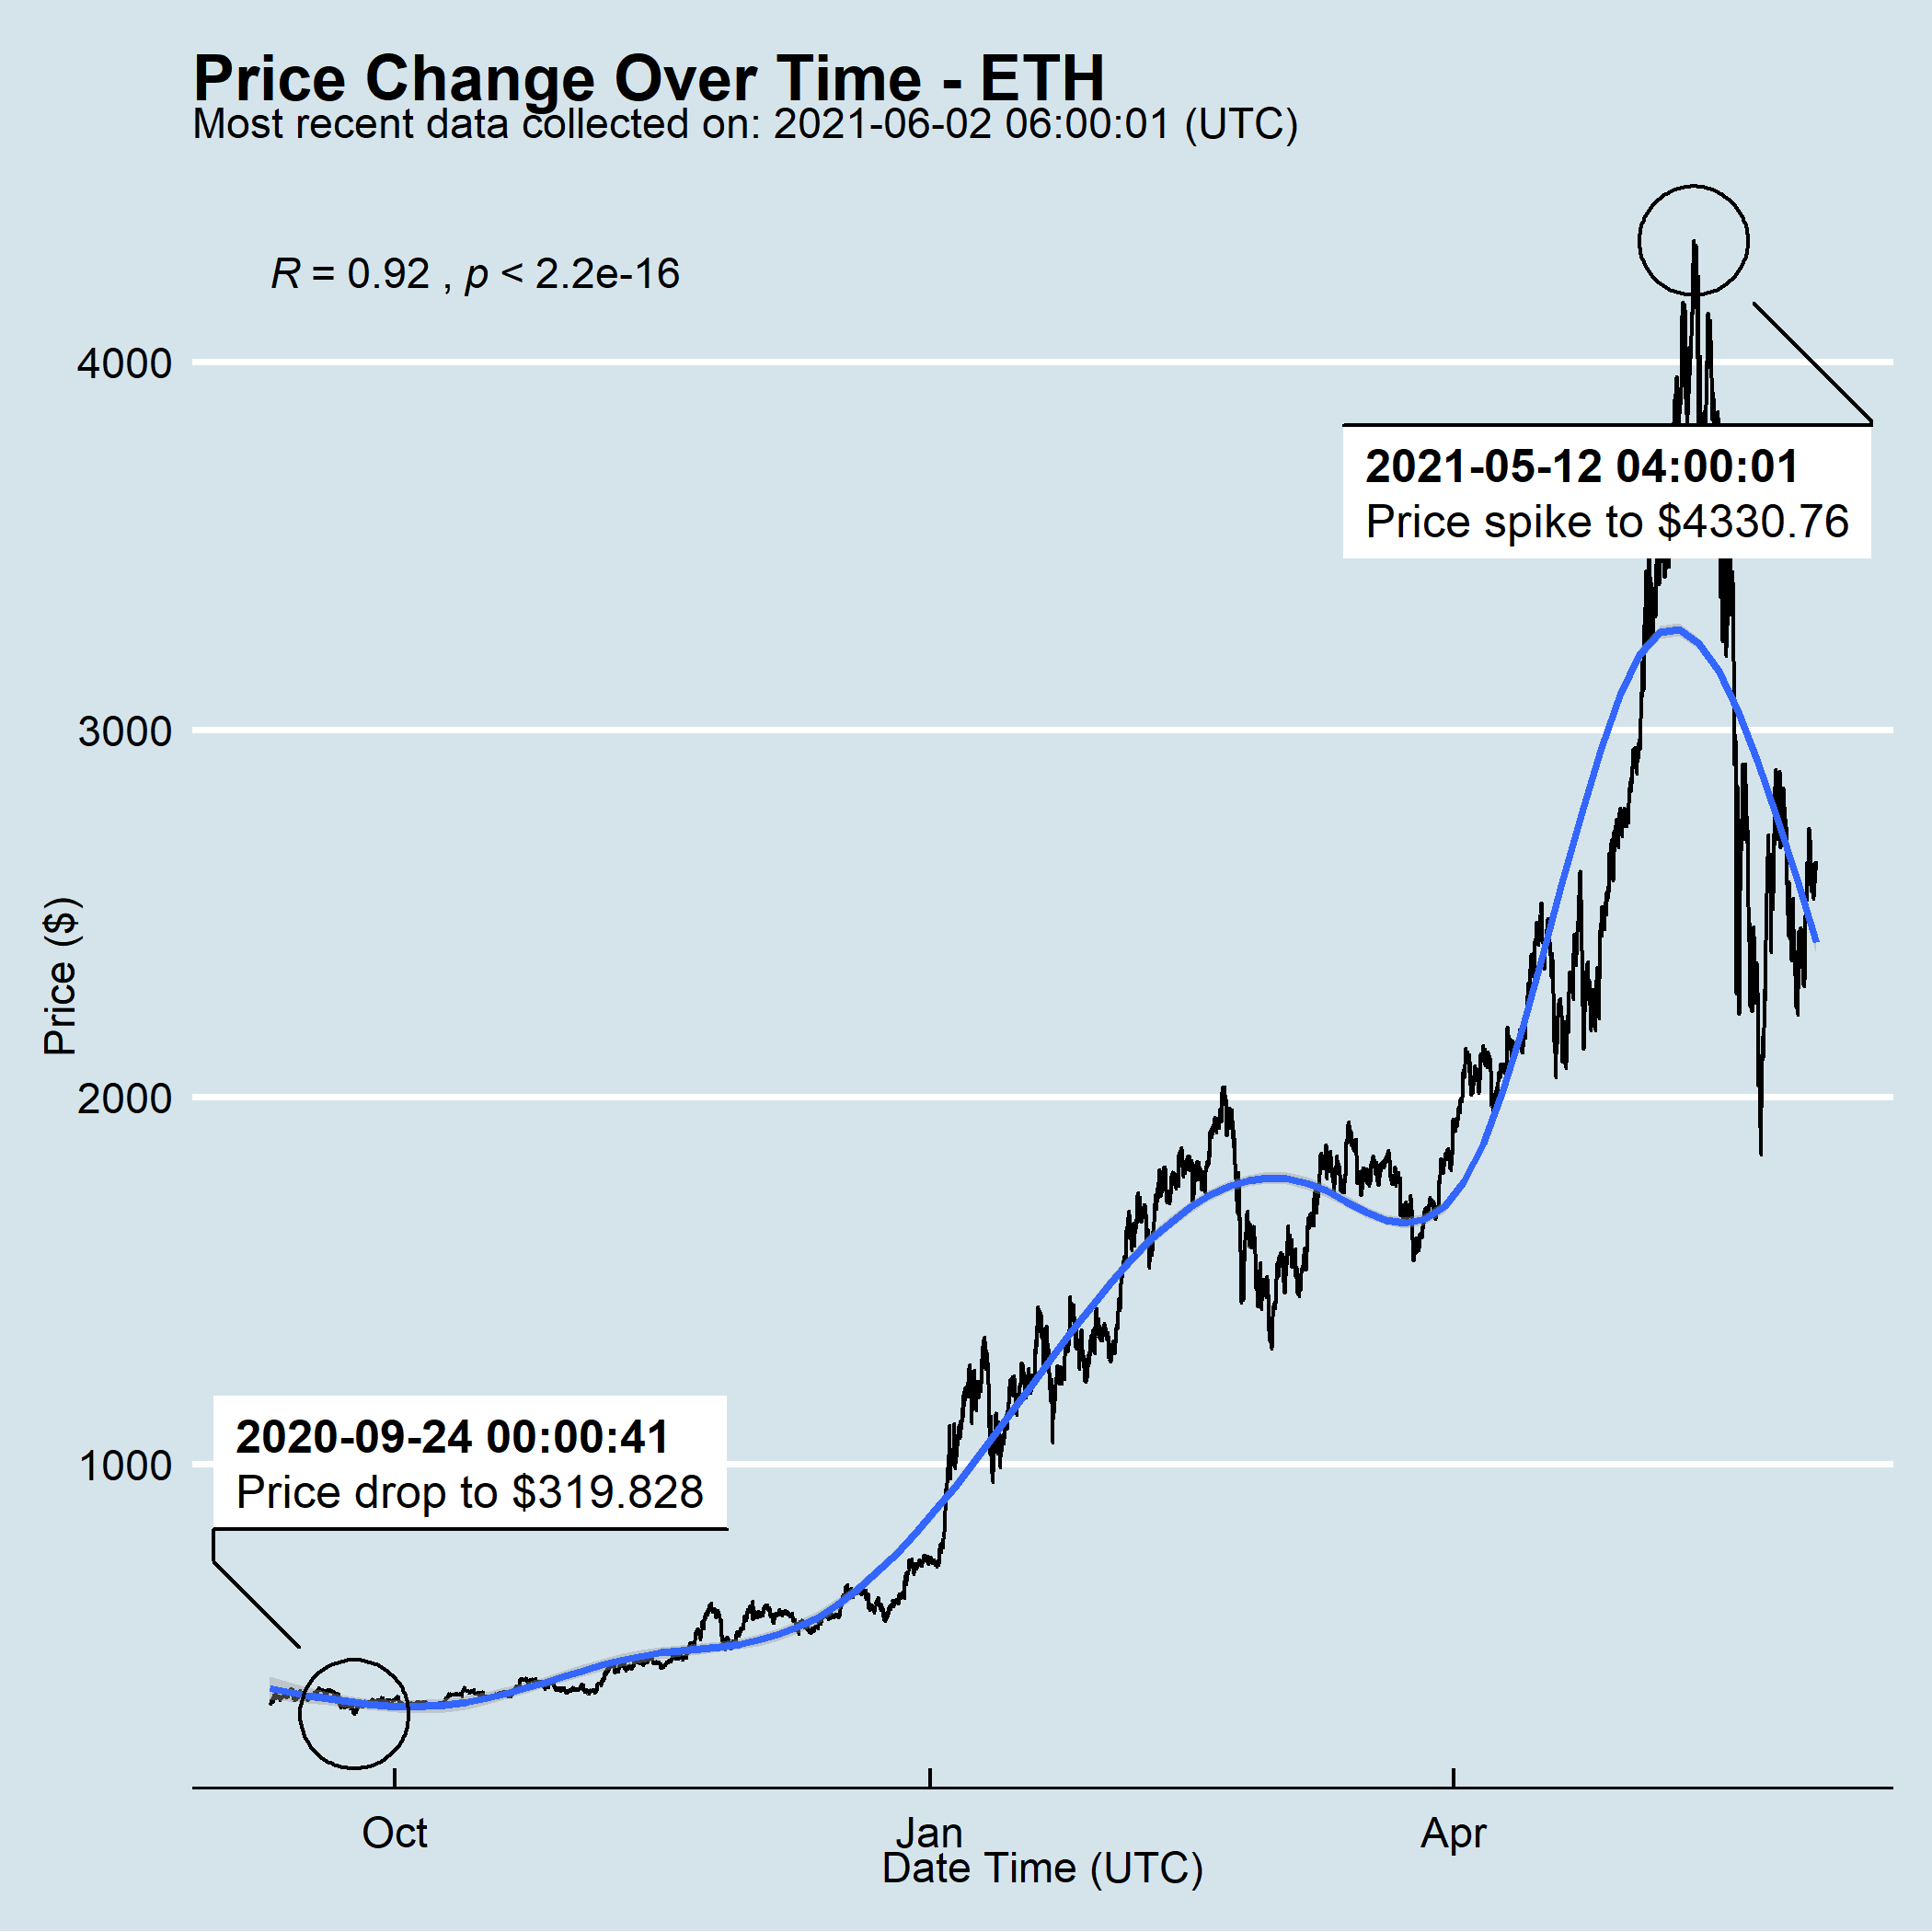 Price Change Over Time - ETH
Most recent data collected on: 2021-06-02 06:00:01 (UTC)
R = 0.92 , p < 2.2e-16
4000
2021-05-12 04:00:01
Price spike to $4330.76
3000
Price ($)
2000
2020-09-24 00:00:41
1000
Price drop to $319.828
Oct
Jan
Apr
Date Time (UTC)